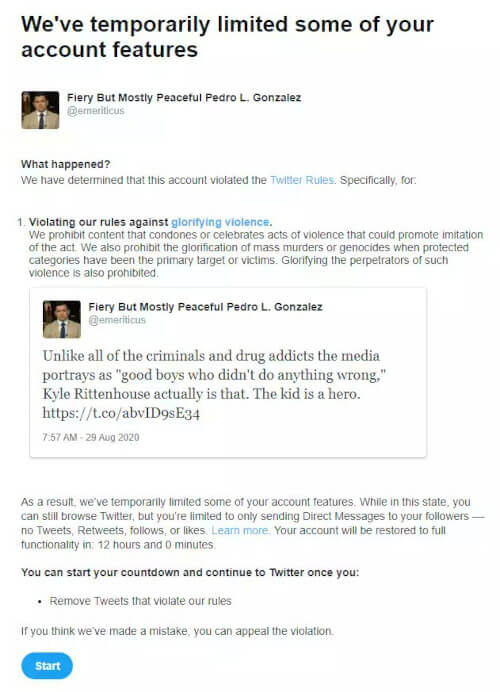 We've temporarily limited some of your
account features
Fiery But Mostly Peaceful Pedro L. Gonzalez
@emeriticus
What happened?
We have determined that this account violated the Twitter Rules. Specifically, for:
1. Violating our rules against glorifying violence.
We prohibit content that condones or celebrates acts of violence that could promote imitation
of the act. We also prohibit the glorification of mass murders or genocides when protected
categories have been the primary target or victims. Glorifying the perpetrators of such
violence is also prohibited.
Fiery But Mostly Peaceful Pedro L. Gonzalez
@emeriticus
Unlike all of the criminals and drug addicts the media
portrays as "good boys who didn't do anything wrong,"
Kyle Rittenhouse actually is that. The kid is a hero.
https://t.co/abvID9sE34
7:57 AM - 29 Aug 2020
As a result, we've temporarily limited some of your account features. While in this state, you
can still browse Twitter, but you're limited to only sending Direct Messages to your followers —
no Tweets, Retweets, follows, or likes. Learn more. Your account will be restored to full
functionality in: 12 hours and 0 minutes.
You can start your countdown and continue to Twitter once you:
• Remove Tweets that violate our rules
If you think we've made a mistake, you can appeal the violation.
Start